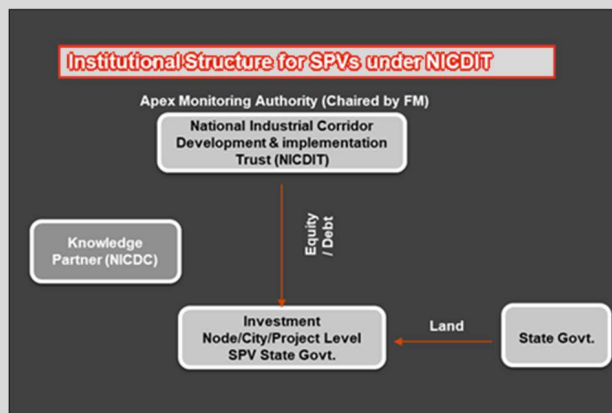 Institutional Structure for SPVs under NICDIT
Apex Monitoring Authority (Chaired by FM)
National Industrial Corridor
Development & implementation
Trust (NICDIT)
Equity
/ Debt
Knowledge
Partner (NICDC)
Investment
Node/City/Project Level
SPV State Govt.
Land
State Govt.